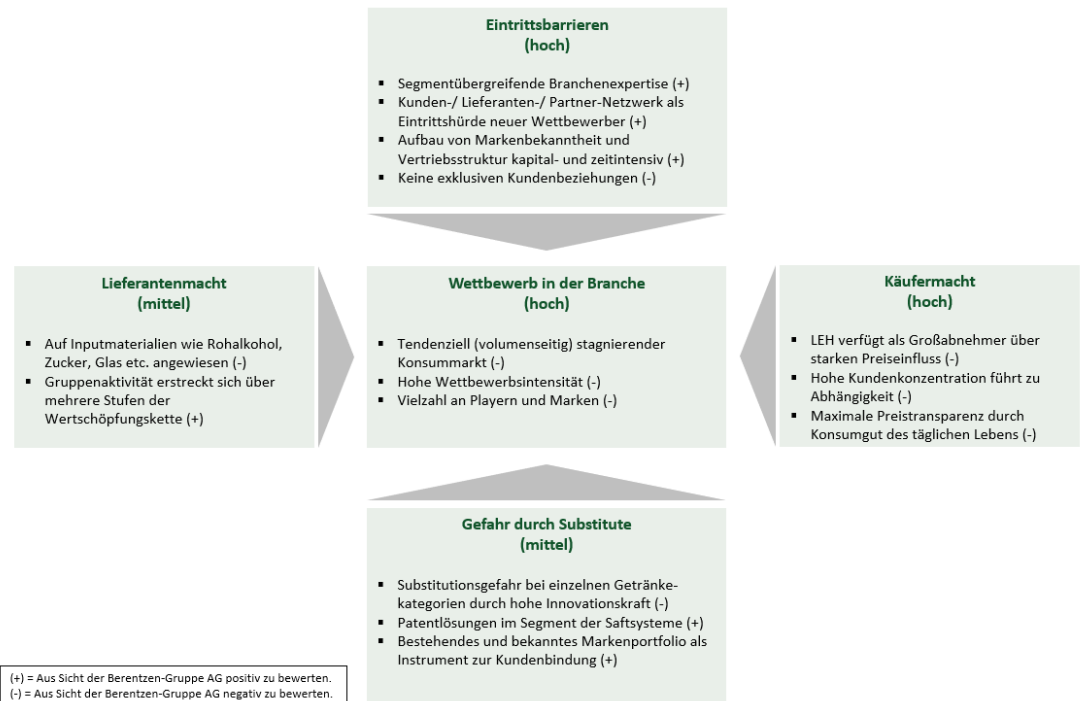 Eintrittsbarrieren
(hoch)
▪ Segmentübergreifende Branchenexpertise (+)
▪ Kunden-/ Lieferanten-/ Partner-Netzwerk als
Eintrittshürde neuer Wettbewerber (+)
▪ Aufbau von Markenbekanntheit und
Vertriebsstruktur kapital- und zeitintensiv (+)
▪ Keine exklusiven Kundenbeziehungen (-)
Lieferantenmacht
(mittel)
▪ Auf Inputmaterialien wie Rohalkohol,
Zucker, Glas etc. angewiesen (-)
▪ Gruppenaktivität erstreckt sich über
mehrere Stufen der
Wertschöpfungskette (+)
Wettbewerb in der Branche
(hoch)
▪ Tendenziell (volumenseitig) stagnierender
Konsummarkt (-)
▪ Hohe Wettbewerbsintensität (-)
▪ Vielzahl an Playern und Marken (-)
Käufermacht
(hoch)
▪ LEH verfügt als Großabnehmer über
starken Preiseinfluss (-)
▪ Hohe Kundenkonzentration führt zu
Abhängigkeit (-)
▪ Maximale Preistransparenz durch
Konsumgut des täglichen Lebens (-)
Gefahr durch Substitute
(mittel)
▪ Substitutionsgefahr bei einzelnen Getränke-
kategorien durch hohe Innovationskraft (-)
▪ Patentlösungen im Segment der Saftsysteme (+)
▪ Bestehendes und bekanntes Markenportfolio als
Instrument zur Kundenbindung (+)
(+) = Aus Sicht der Berentzen-Gruppe AG positiv zu bewerten.
(-) = Aus Sicht der Berentzen-Gruppe AG negativ zu bewerten.